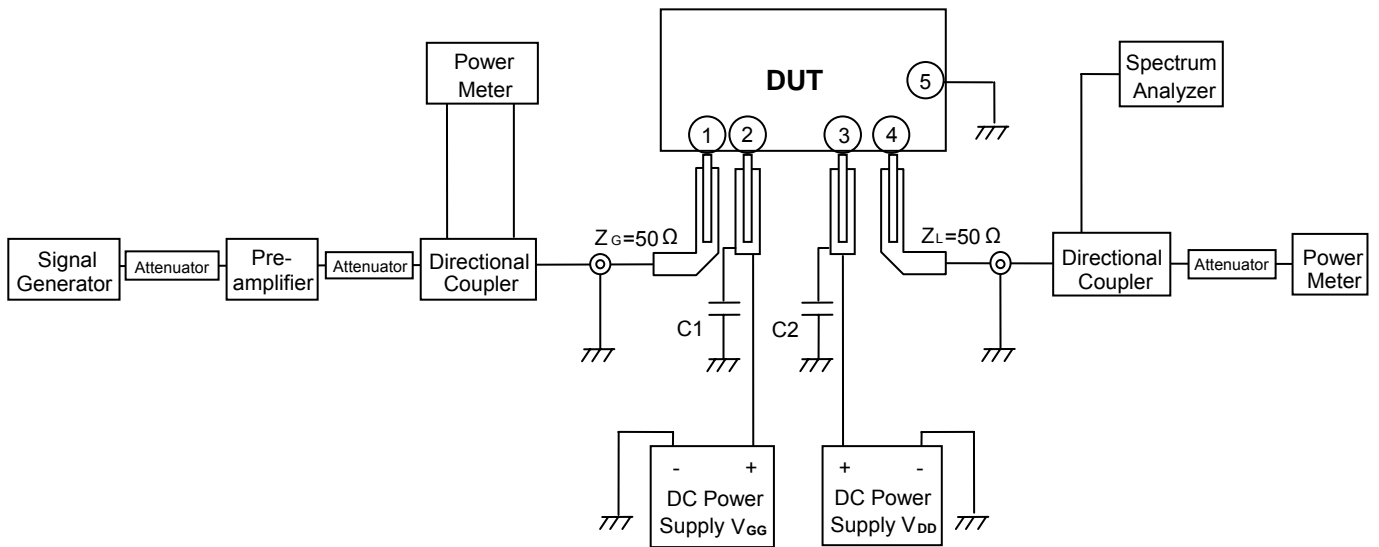 Power
Meter
DUT
5
Spectrum
Analyzer
1
2
3
4
Signal
Generator
Attenuator
Pre-
amplifier
Attenuator
Directional
Coupler
ZG=50Ω
ZL=50Ω
Directional
Coupler
Attenuator
Power
Meter
C1
C2
- +
DC Power
Supply VGG
+ -
DC Power
Supply VDD